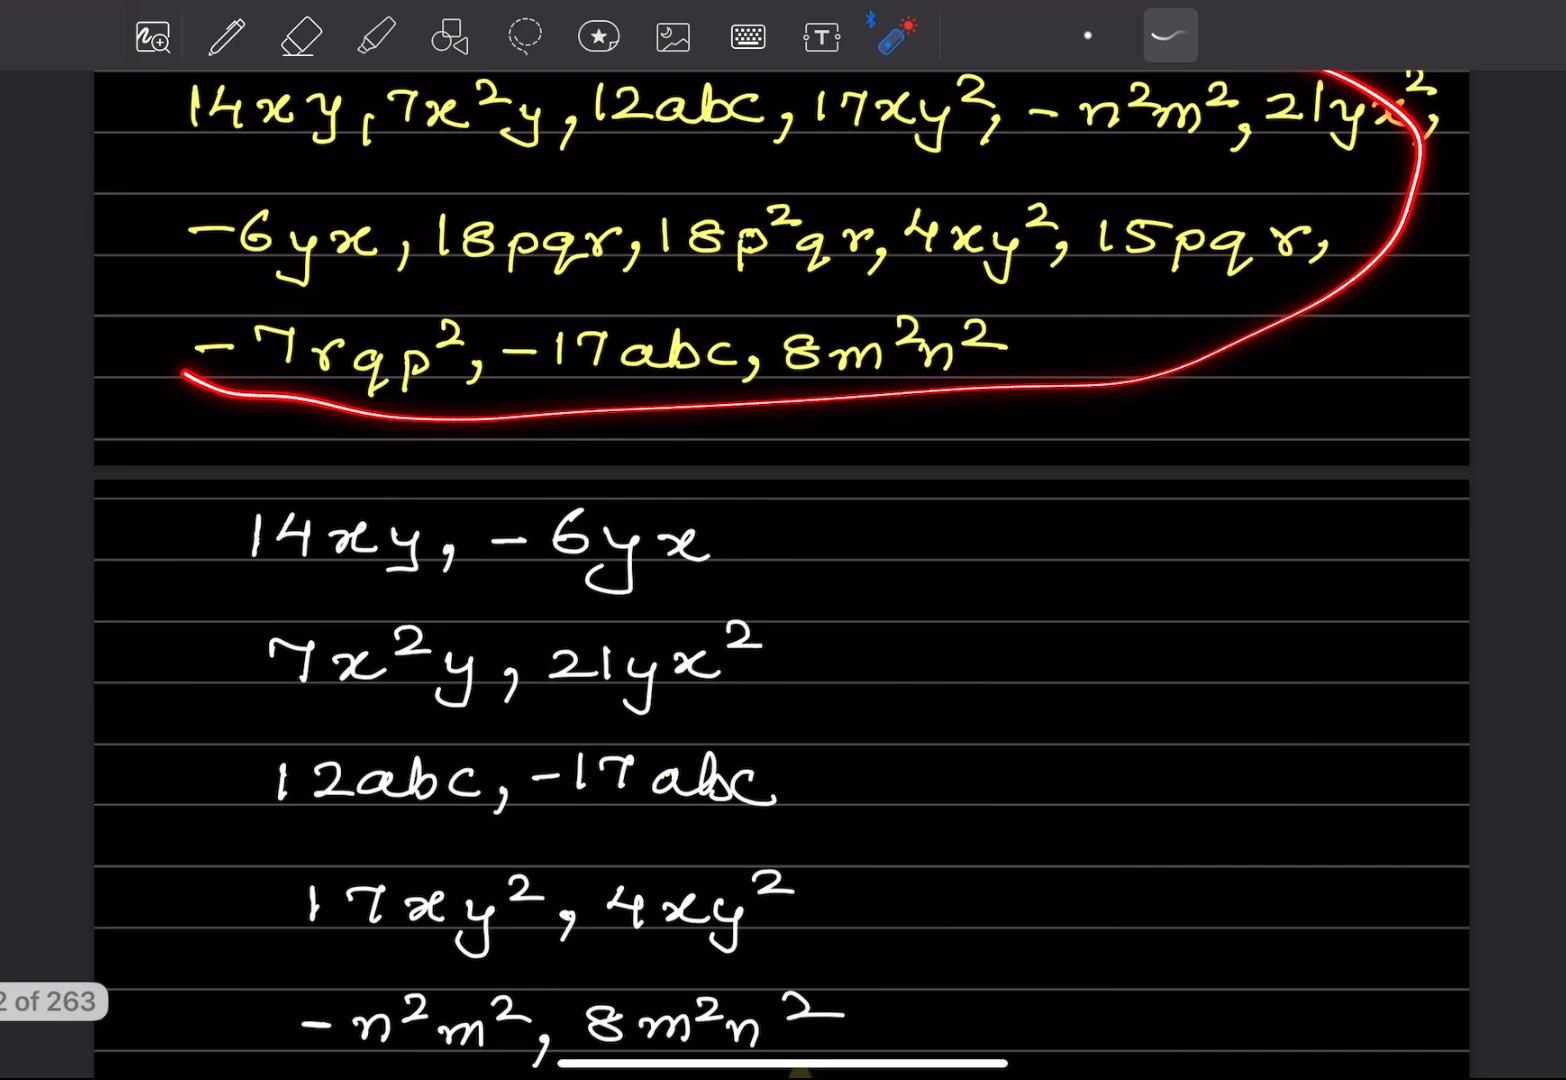 14xy, 7x²y, 12abc, 17xy², -n²m², 21yx²,
-6yx, 18pqr, 18p²qr, 4xy², 15pqr,
-7rqp², -17abc, 8m²n²
14xy, -6yx
7x²y, 21yx²
12abc, -17abc
17xy², 4xy²
2 of 263
-n²m², 8m²n²